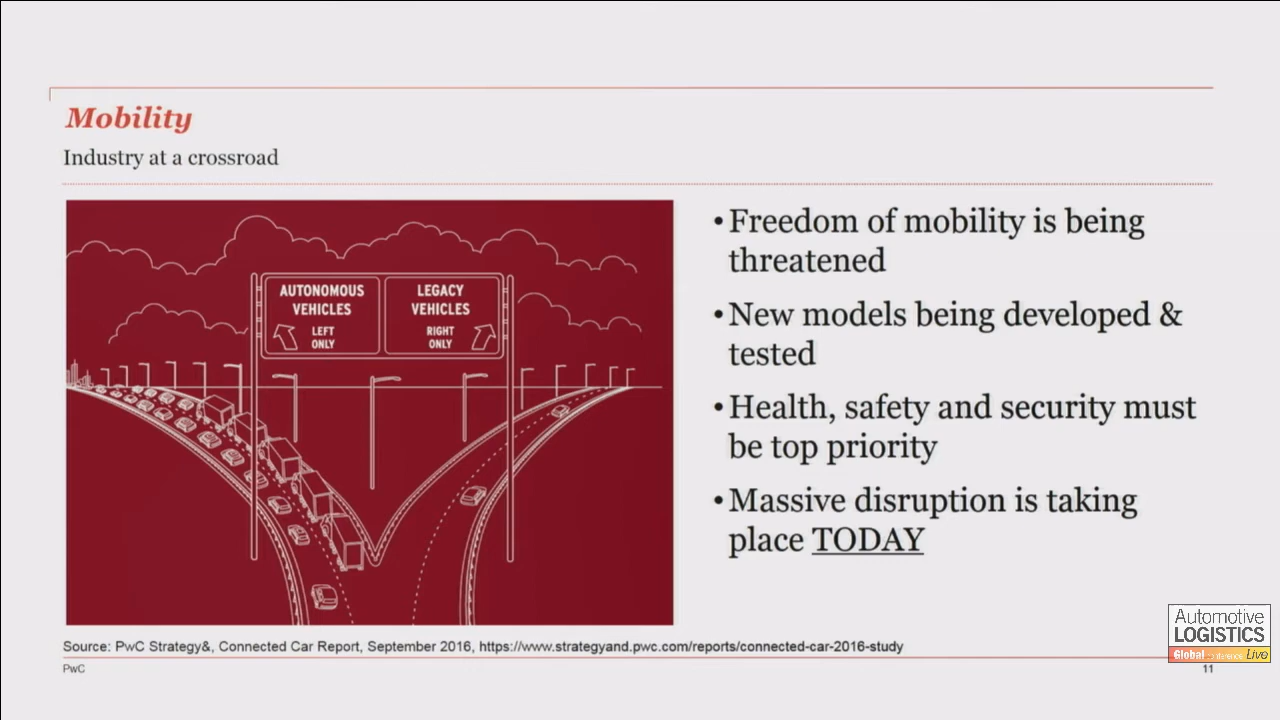 Mobility
Industry at a crossroad
AUTONOMOUS
VEHICLES
LEFT
ONLY
LEGACY
VEHICLES
RIGHT
ONLY
•Freedom of mobility is being
threatened
•New models being developed &
tested
•Health, safety and security must
be top priority
•Massive disruption is taking
place TODAY
Source: PwC Strategy&, Connected Car Report, September 2016, https://www.strategyand.pwc.com/reports/connected-car-2016-study
PwC
11
Automotive
LOGISTICS
Global conference Live